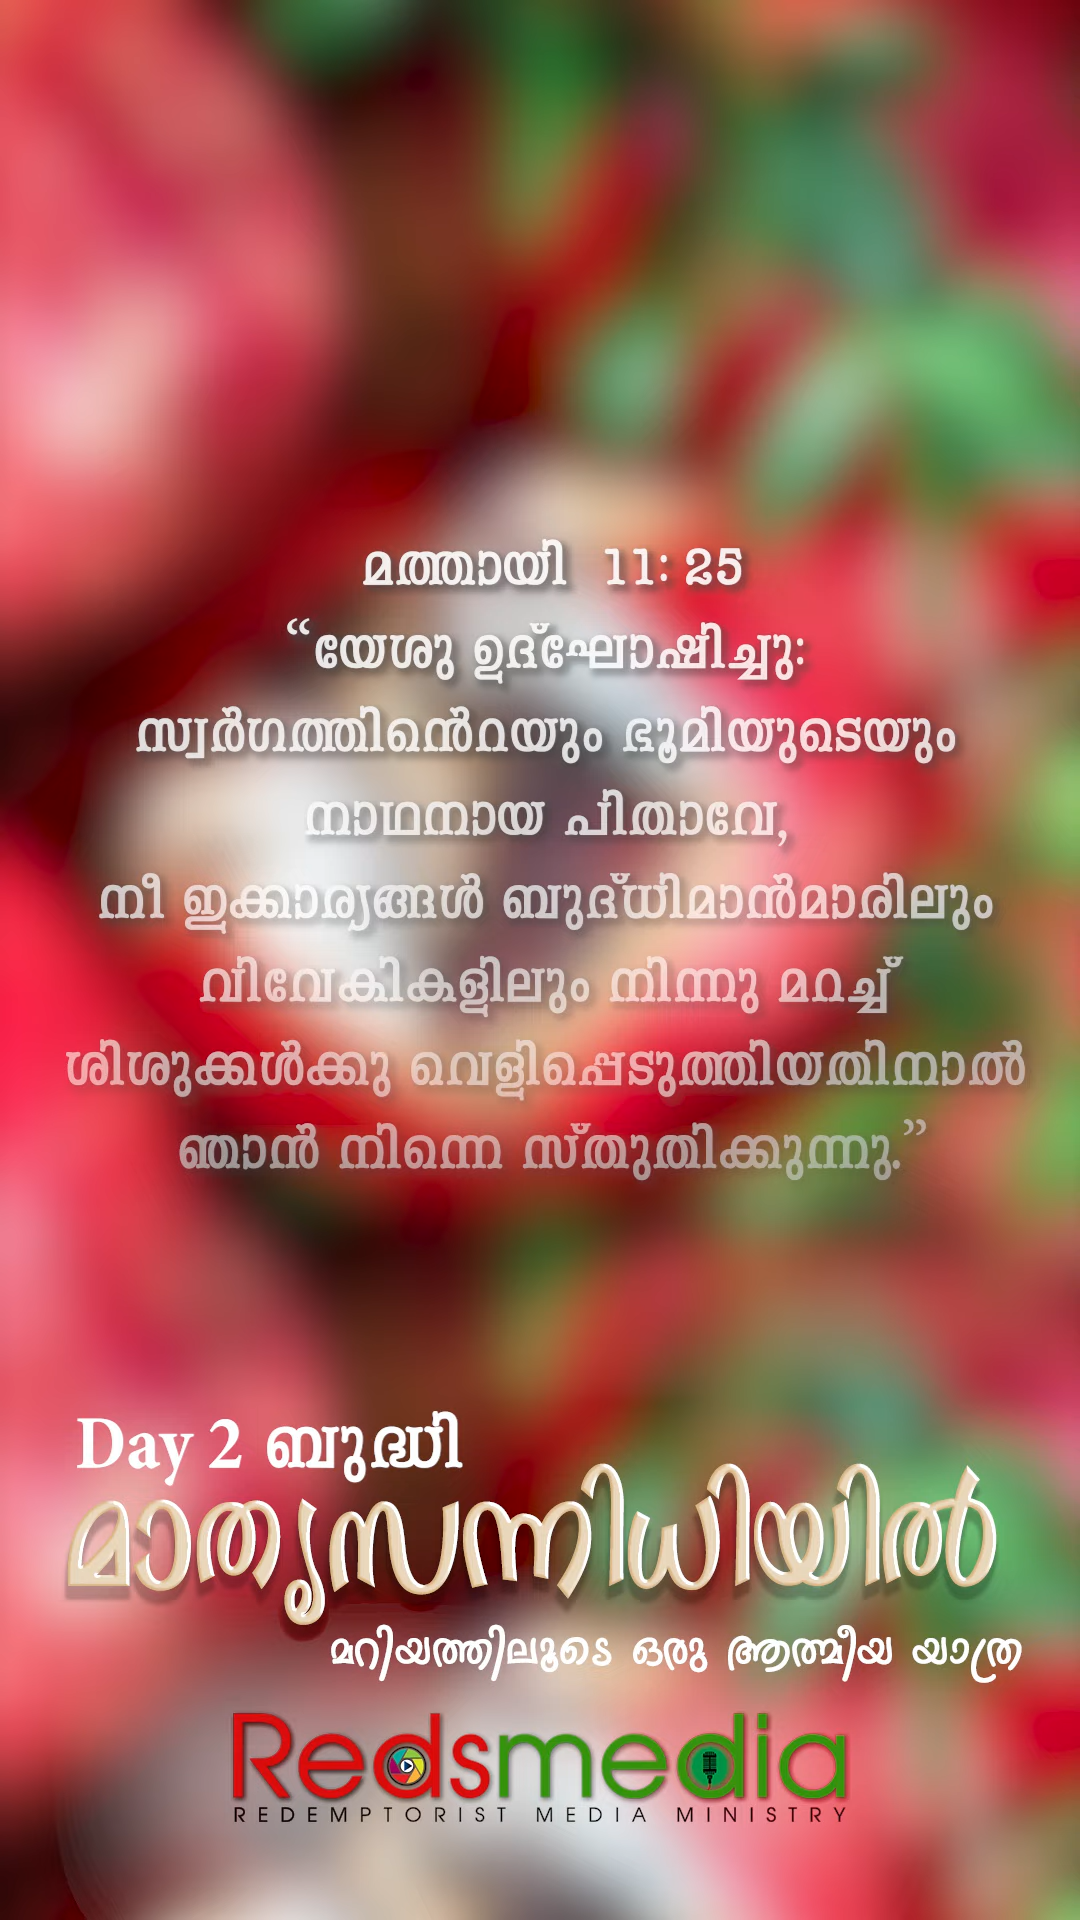 മത്തായി 11: 25
“യേശു ഉദ്ഘോഷിച്ചു:
സ്വർഗത്തിൻെറയും ഭൂമിയുടെയും
നാഥനായ പിതാവേ,
നീ ഇക്കാര്യങ്ങൾ ബുദ്ധിമാൻമാരിലും
വിവേകികളിലും നിന്നു മറച്ച്
ശിശുക്കൾക്കു വെളിപ്പെടുത്തിയതിനാൽ
ഞാൻ നിന്നെ സ്തുതിക്കുന്നു.”
Day 2 ബുദ്ധി
മാതൃസന്നിധിയിൽ
മറിയത്തിലൂടെ ഒരു ആത്മീയ യാത്ര
Redsmedia
REDEMPTORIST MEDIA MINISTRY